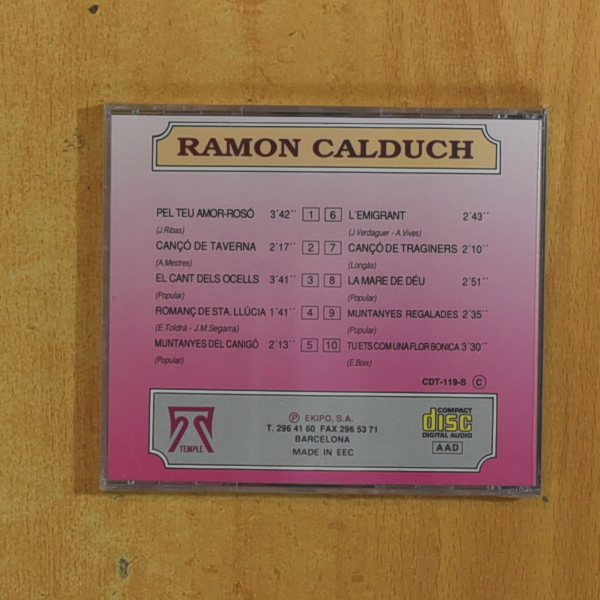 RAMON CALDUCH
PEL TEU AMOR-ROSÓ 3'42'' 1
(J.Ribas)
CANÇÓ DE TAVERNA 2'17'' 2
(A.Mestres)
EL CANT DELS OCELLS 3'41'' 3
(Popular)
ROMANÇ DE STA. LLÚCIA 1'41'' 4
(E.Toldrá - J.M.Segarra)
MUNTANYES DEL CANIGÓ 2'13'' 5
(Popular)
6 L'EMIGRANT 2'43''
(J.Verdaguer - A.Vives)
7 CANÇÓ DE TRAGINERS 2'10''
(Longás)
8 LA MARE DE DÉU 2'51''
(Popular)
9 MUNTANYES REGALADES 2'35''
(Popular)
10 TU ETS COM UNA FLOR BONICA 3'30''
(E.Boix)
CDT-119-S C
TEMPLE
P EKIPO, S.A.
T. 296 41 60 FAX 296 53 71
BARCELONA
MADE IN EEC
COMPACT
disc
DIGITAL AUDIO
AAD